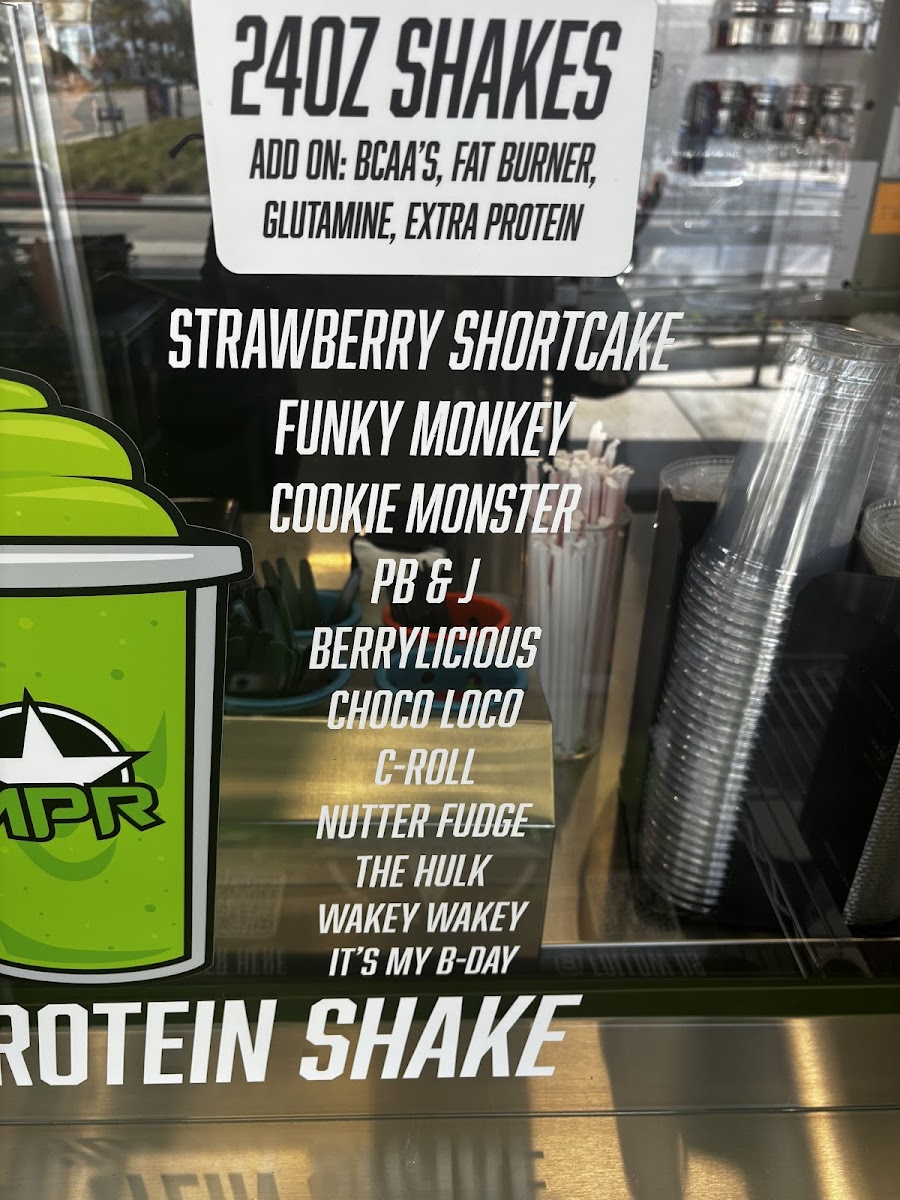 24OZ SHAKES
ADD ON: BCAA'S, FAT BURNER,
GLUTAMINE, EXTRA PROTEIN
STRAWBERRY SHORTCAKE
FUNKY MONKEY
COOKIE MONSTER
PB & J
BERRYLICIOUS
CHOCO LOCO
C-ROLL
NUTTER FUDGE
THE HULK
WAKEY WAKEY
IT'S MY B-DAY
MPR
ROTEIN SHAKE